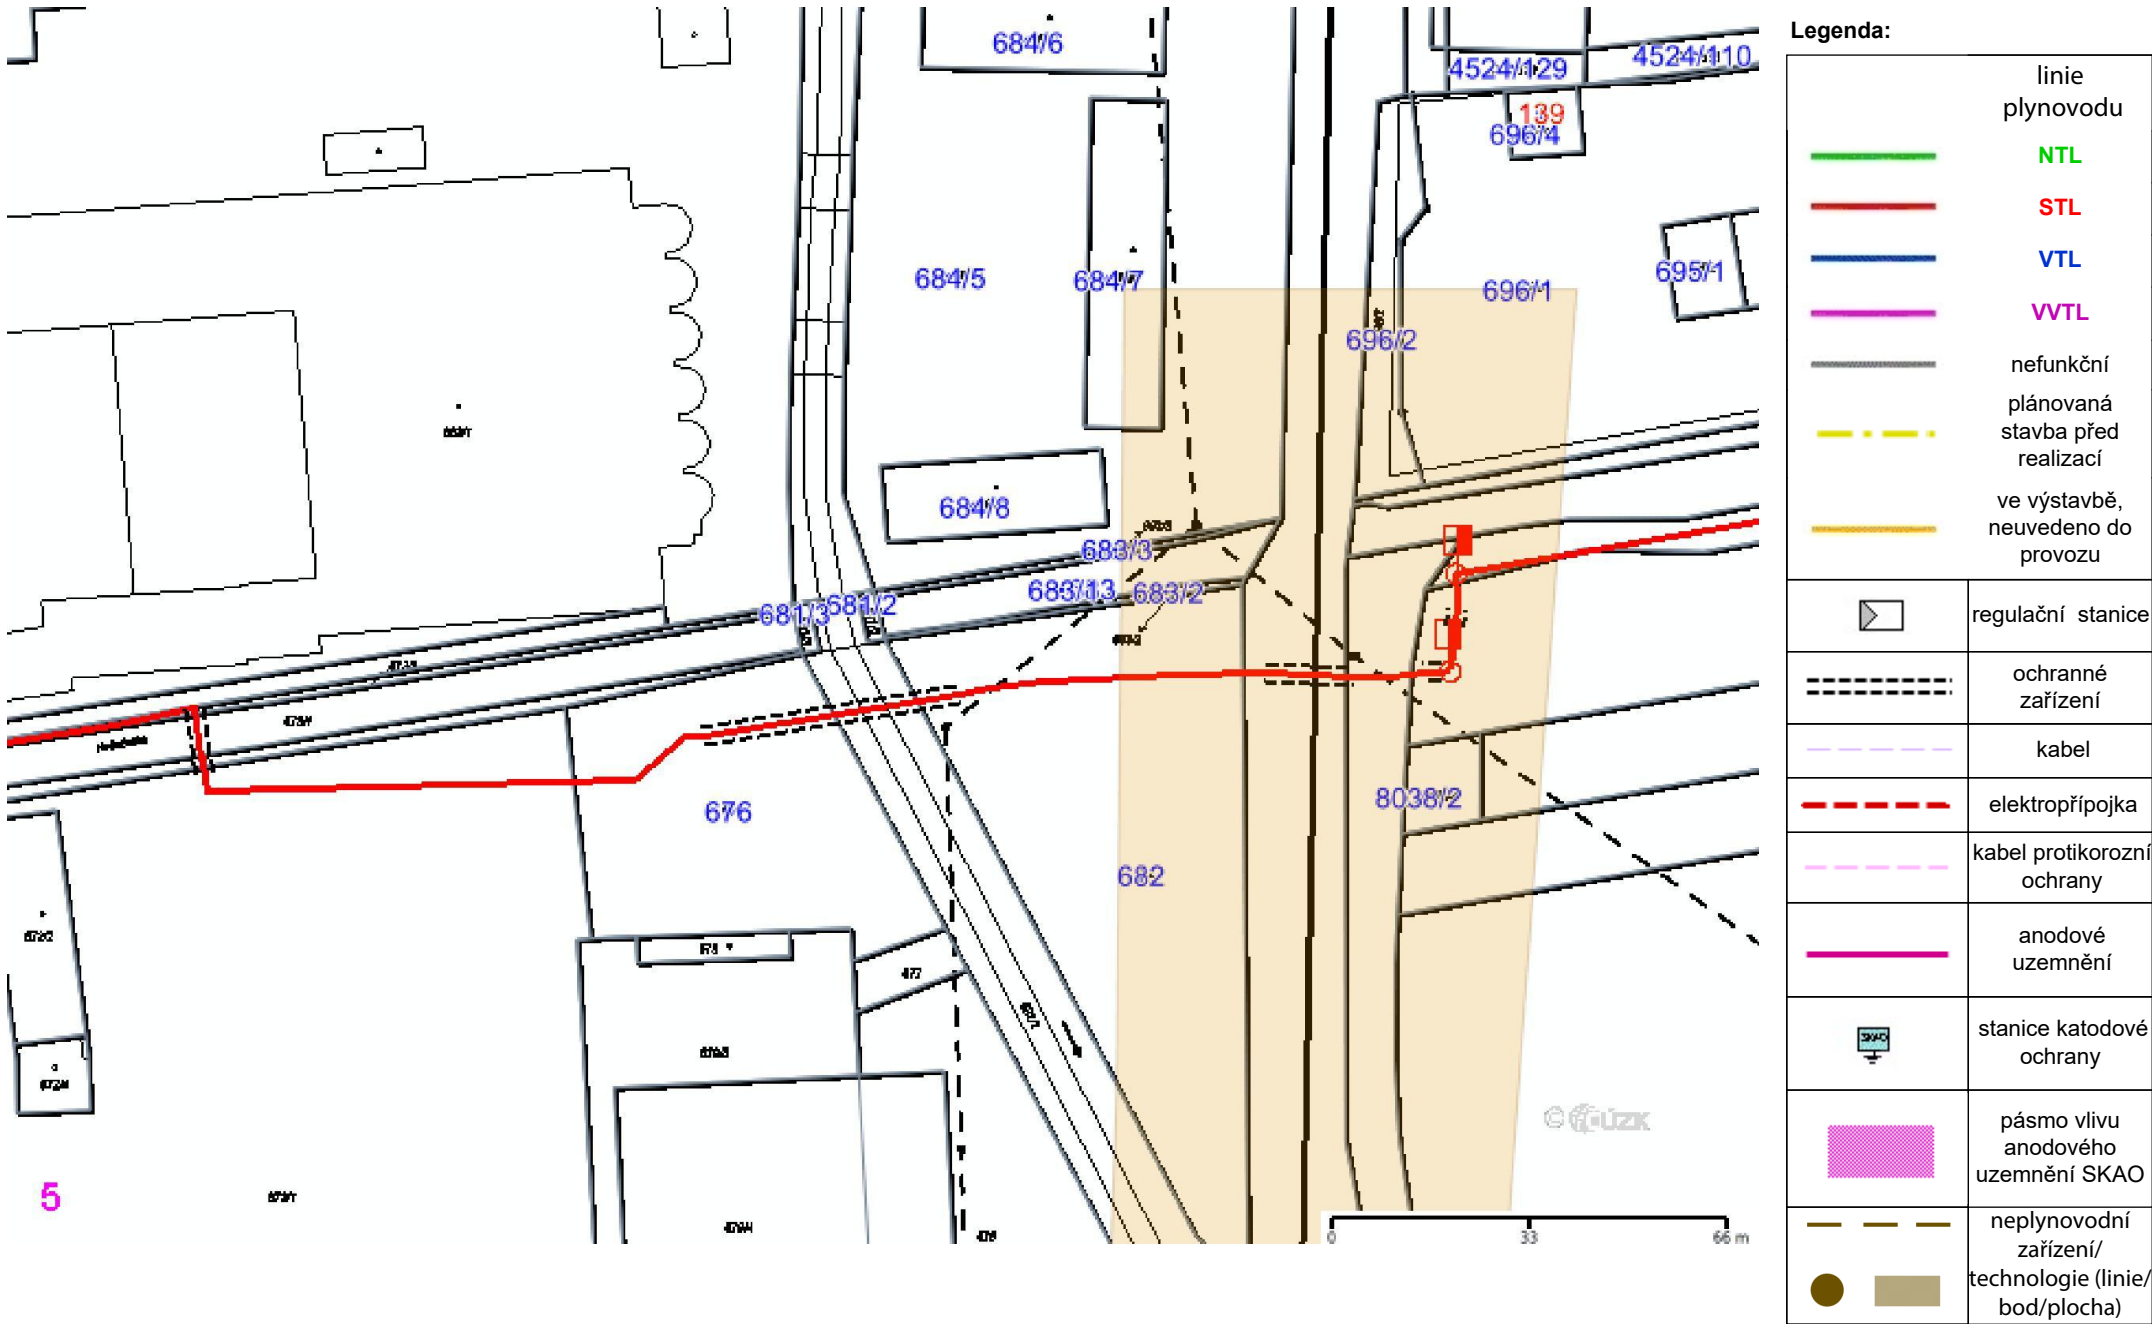 684/6
4524/129
4524/110
139
696/4
684/5
684/7
696/1
695/1
696/2
684/8
683/3
683/13
683/2
681/3
681/2
676
8038/2
682
677
5
0
33
66 m
Legenda:
linie
plynovodu
NTL
STL
VTL
VVTL
nefunkční
plánovaná
stavba před
realizací
ve výstavbě,
neuvedeno do
provozu
regulační stanice
ochranné
zařízení
kabel
elektropřípojka
kabel protikorozní
ochrany
anodové
uzemnění
SKAO
stanice katodové
ochrany
pásmo vlivu
anodového
uzemnění SKAO
neplynovodní
zařízení/
technologie (linie/
bod/plocha)